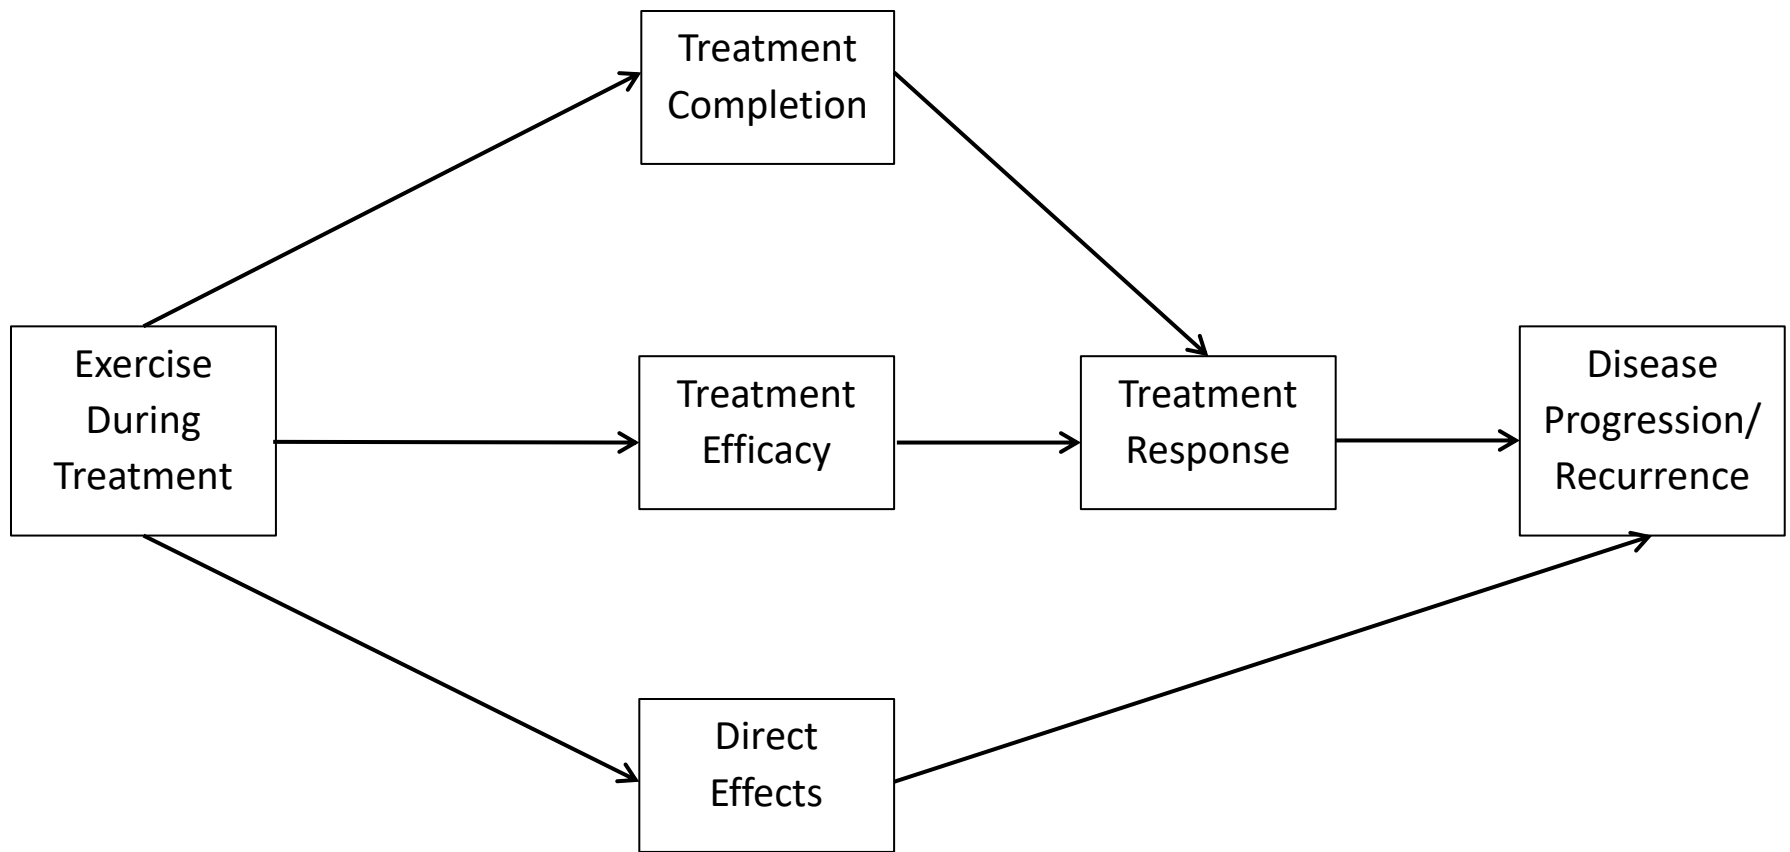 Treatment
Completion
Exercise
During
Treatment
Treatment
Efficacy
Treatment
Response
Disease
Progression/
Recurrence
Direct
Effects